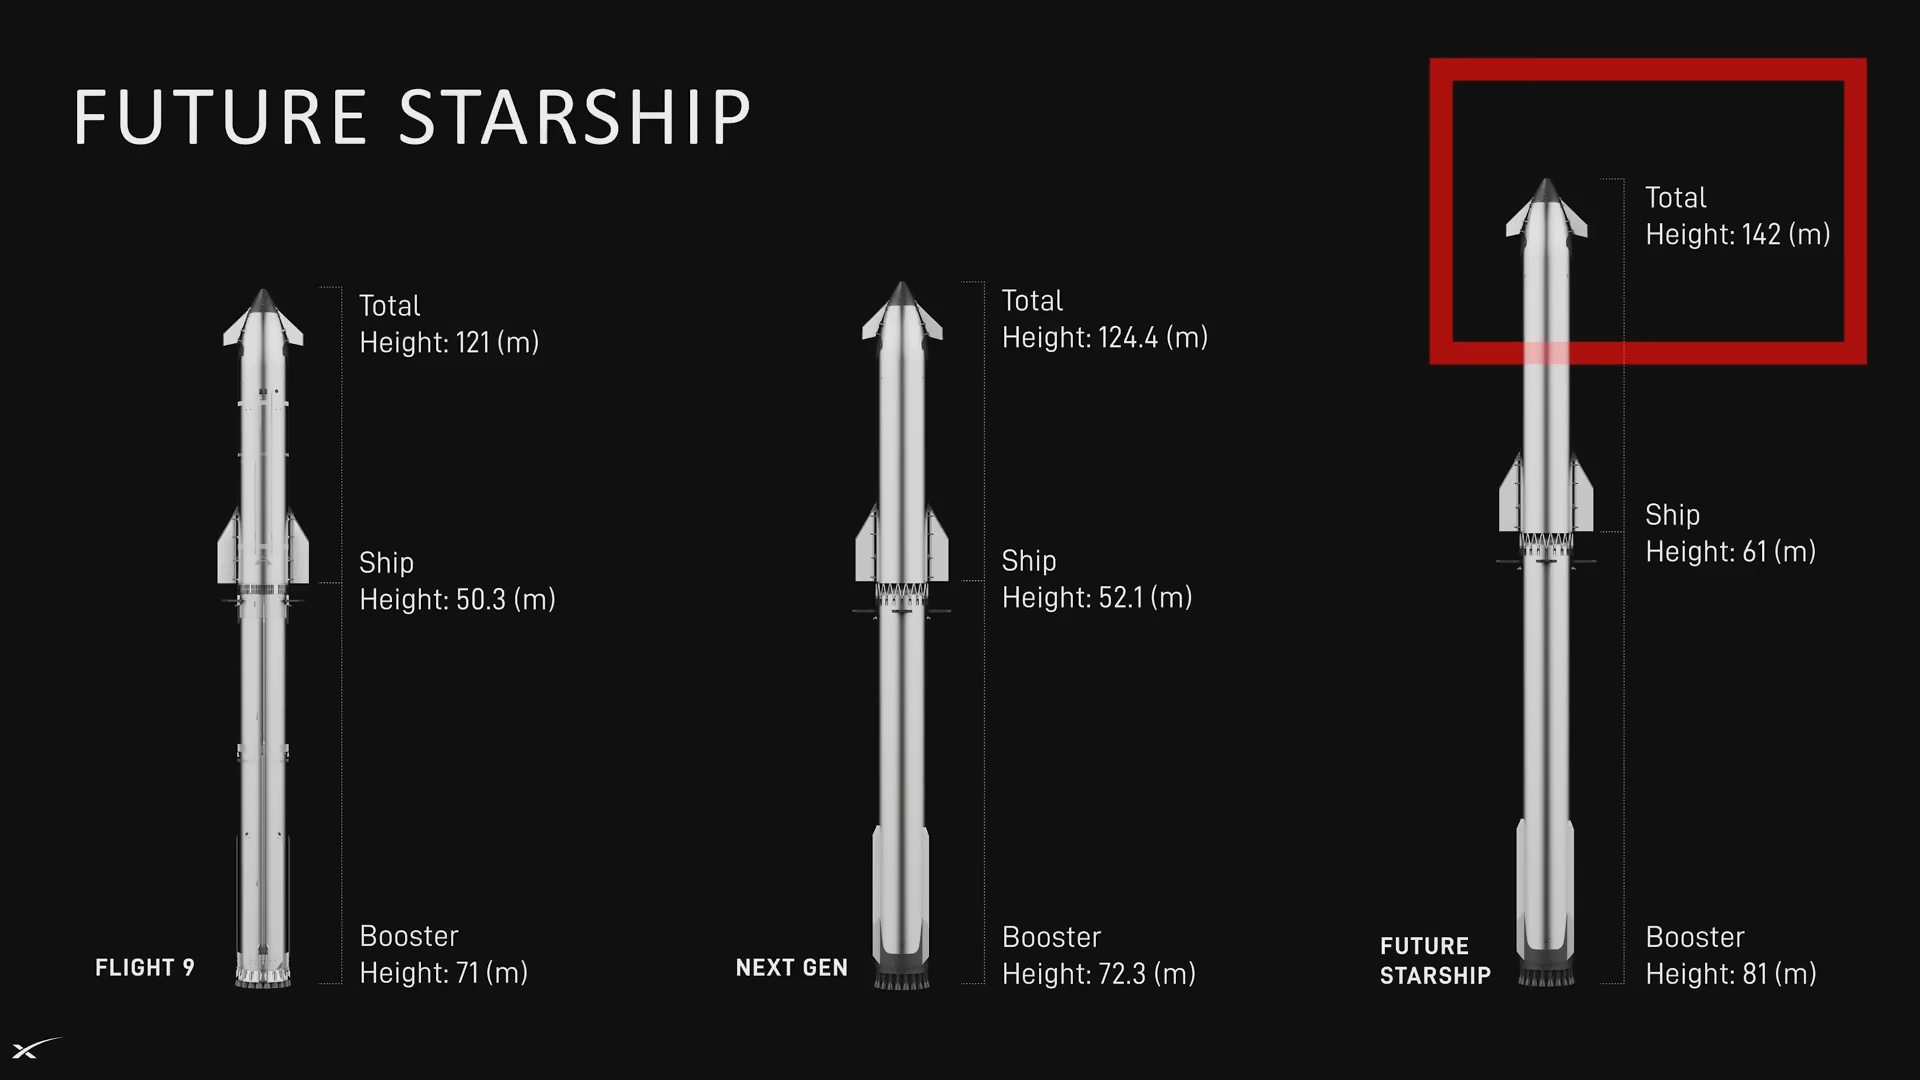 FUTURE STARSHIP
Total
Height: 121 (m)
Ship
Height: 50.3 (m)
Booster
Height: 71 (m)
FLIGHT 9
Total
Height: 124.4 (m)
Ship
Height: 52.1 (m)
Booster
Height: 72.3 (m)
NEXT GEN
Total
Height: 142 (m)
Ship
Height: 61 (m)
Booster
Height: 81 (m)
FUTURE
STARSHIP